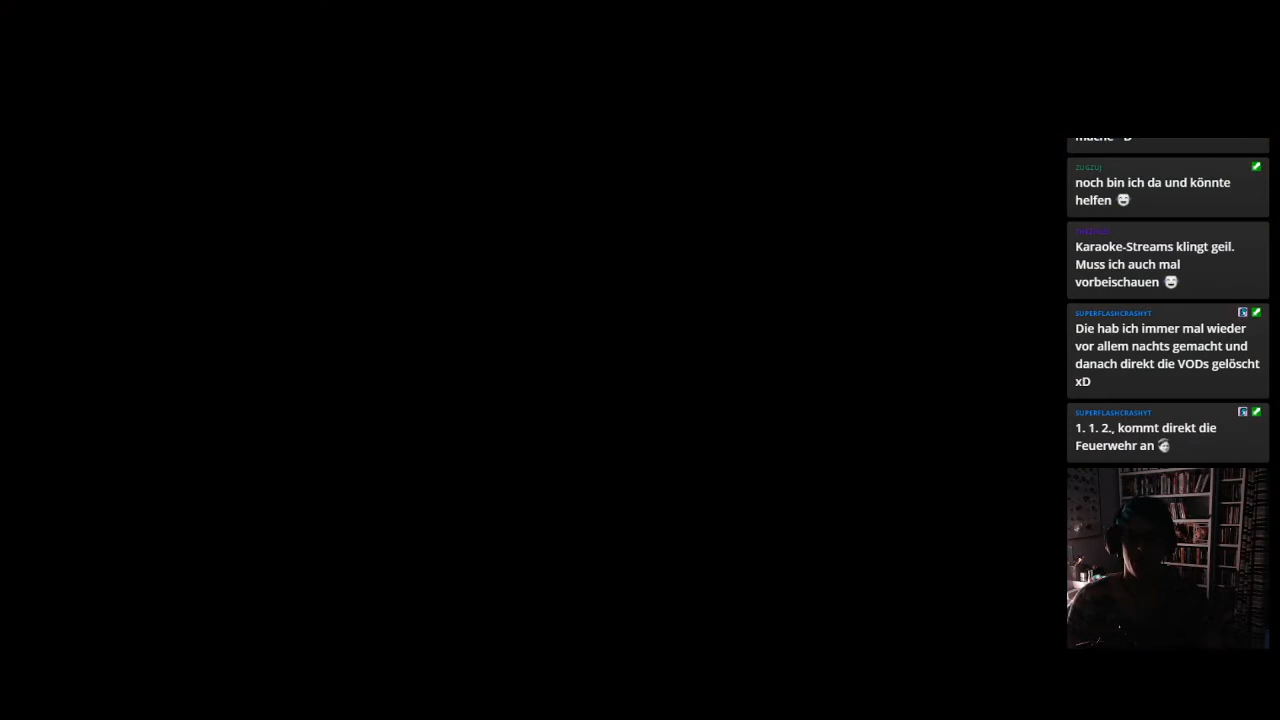 ZUGZUJ
noch bin ich da und könnte
helfen
Karaoke-Streams klingt geil.
Muss ich auch mal
vorbeischauen
SUPERFLASHCRASHYT
Die hab ich immer mal wieder
vor allem nachts gemacht und
danach direkt die VODs gelöscht
xD
SUPERFLASHCRASHYT
1. 1. 2., kommt direkt die
Feuerwehr an